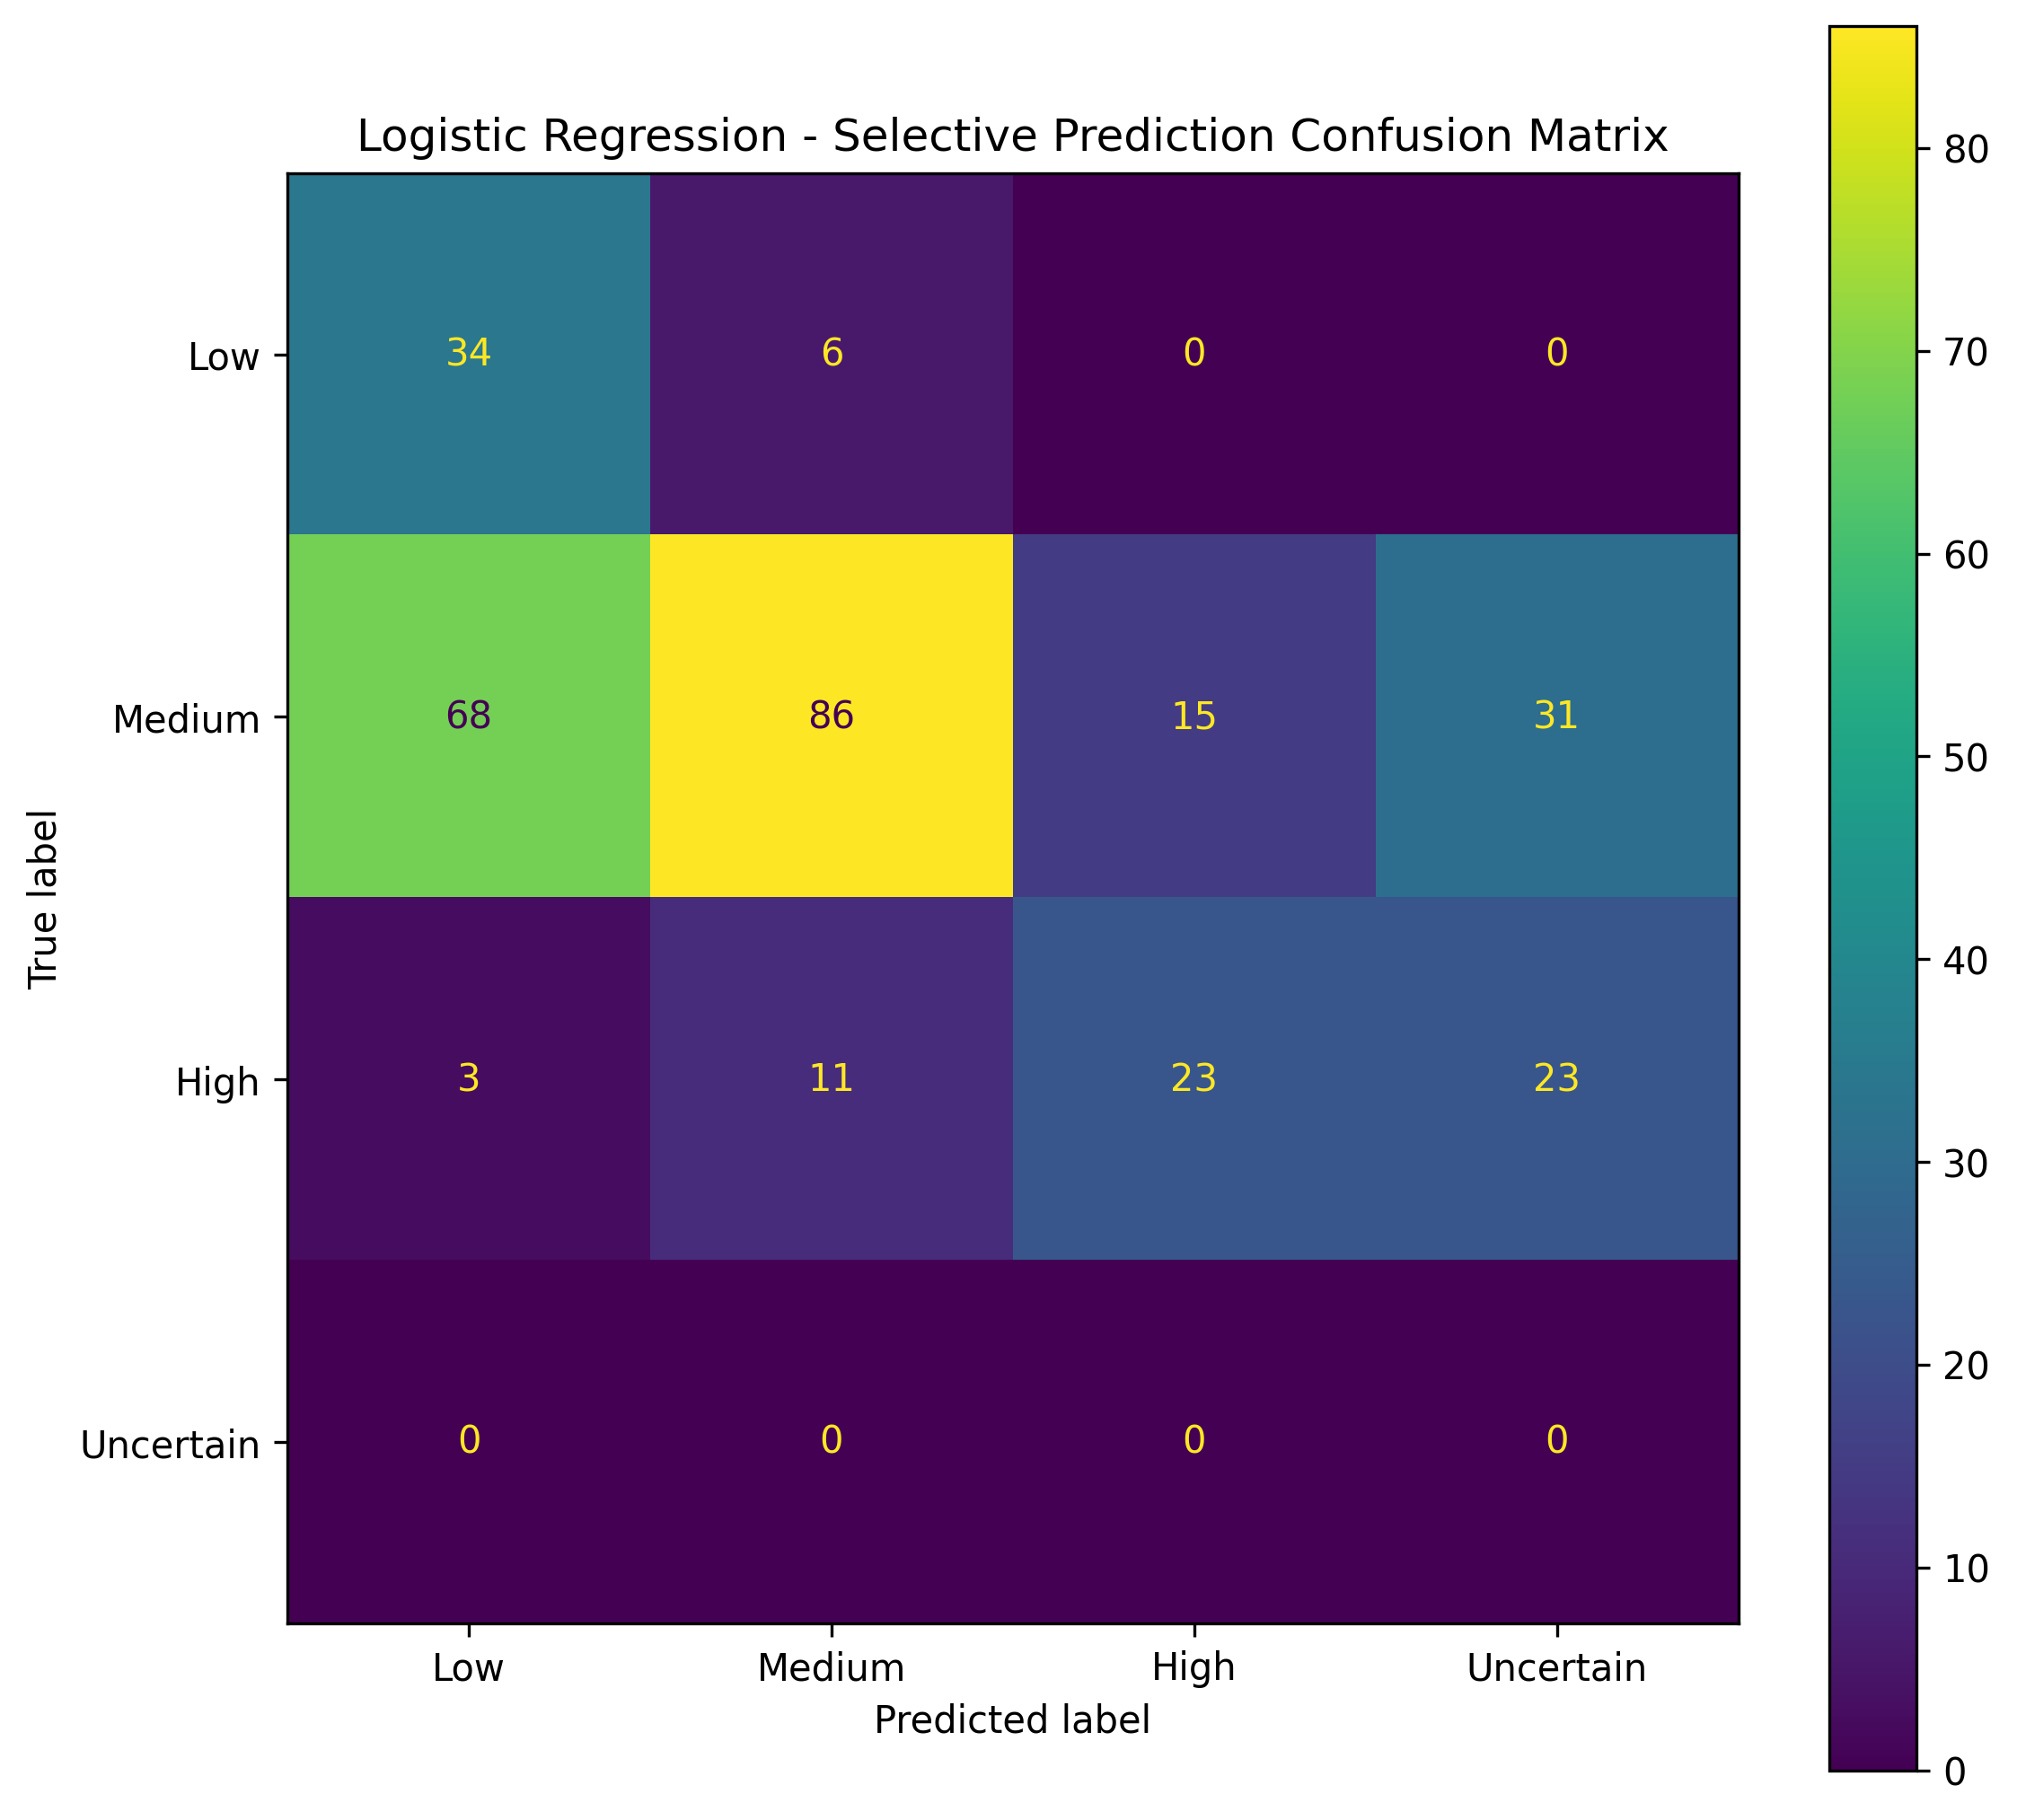 Logistic Regression - Selective Prediction Confusion Matrix
True label
Low
34 6 0 0
Medium
68 86 15 31
High
3 11 23 23
Uncertain
0 0 0 0
Low Medium High Uncertain
Predicted label
80
70
60
50
40
30
20
10
0